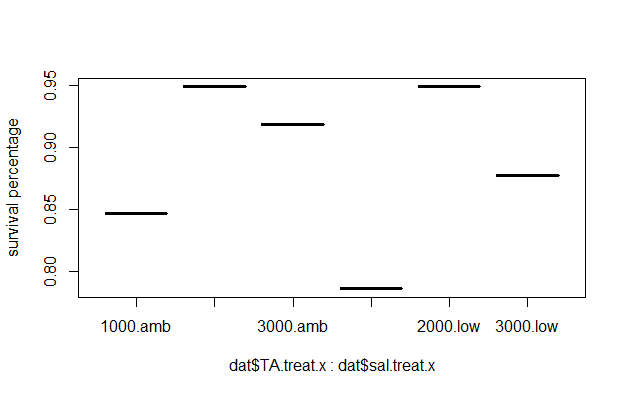 survival percentage
0.95
0.90
0.85
0.80
1000.amb 3000.amb 2000.low 3000.low
dat$TA.treat.x : dat$sal.treat.x